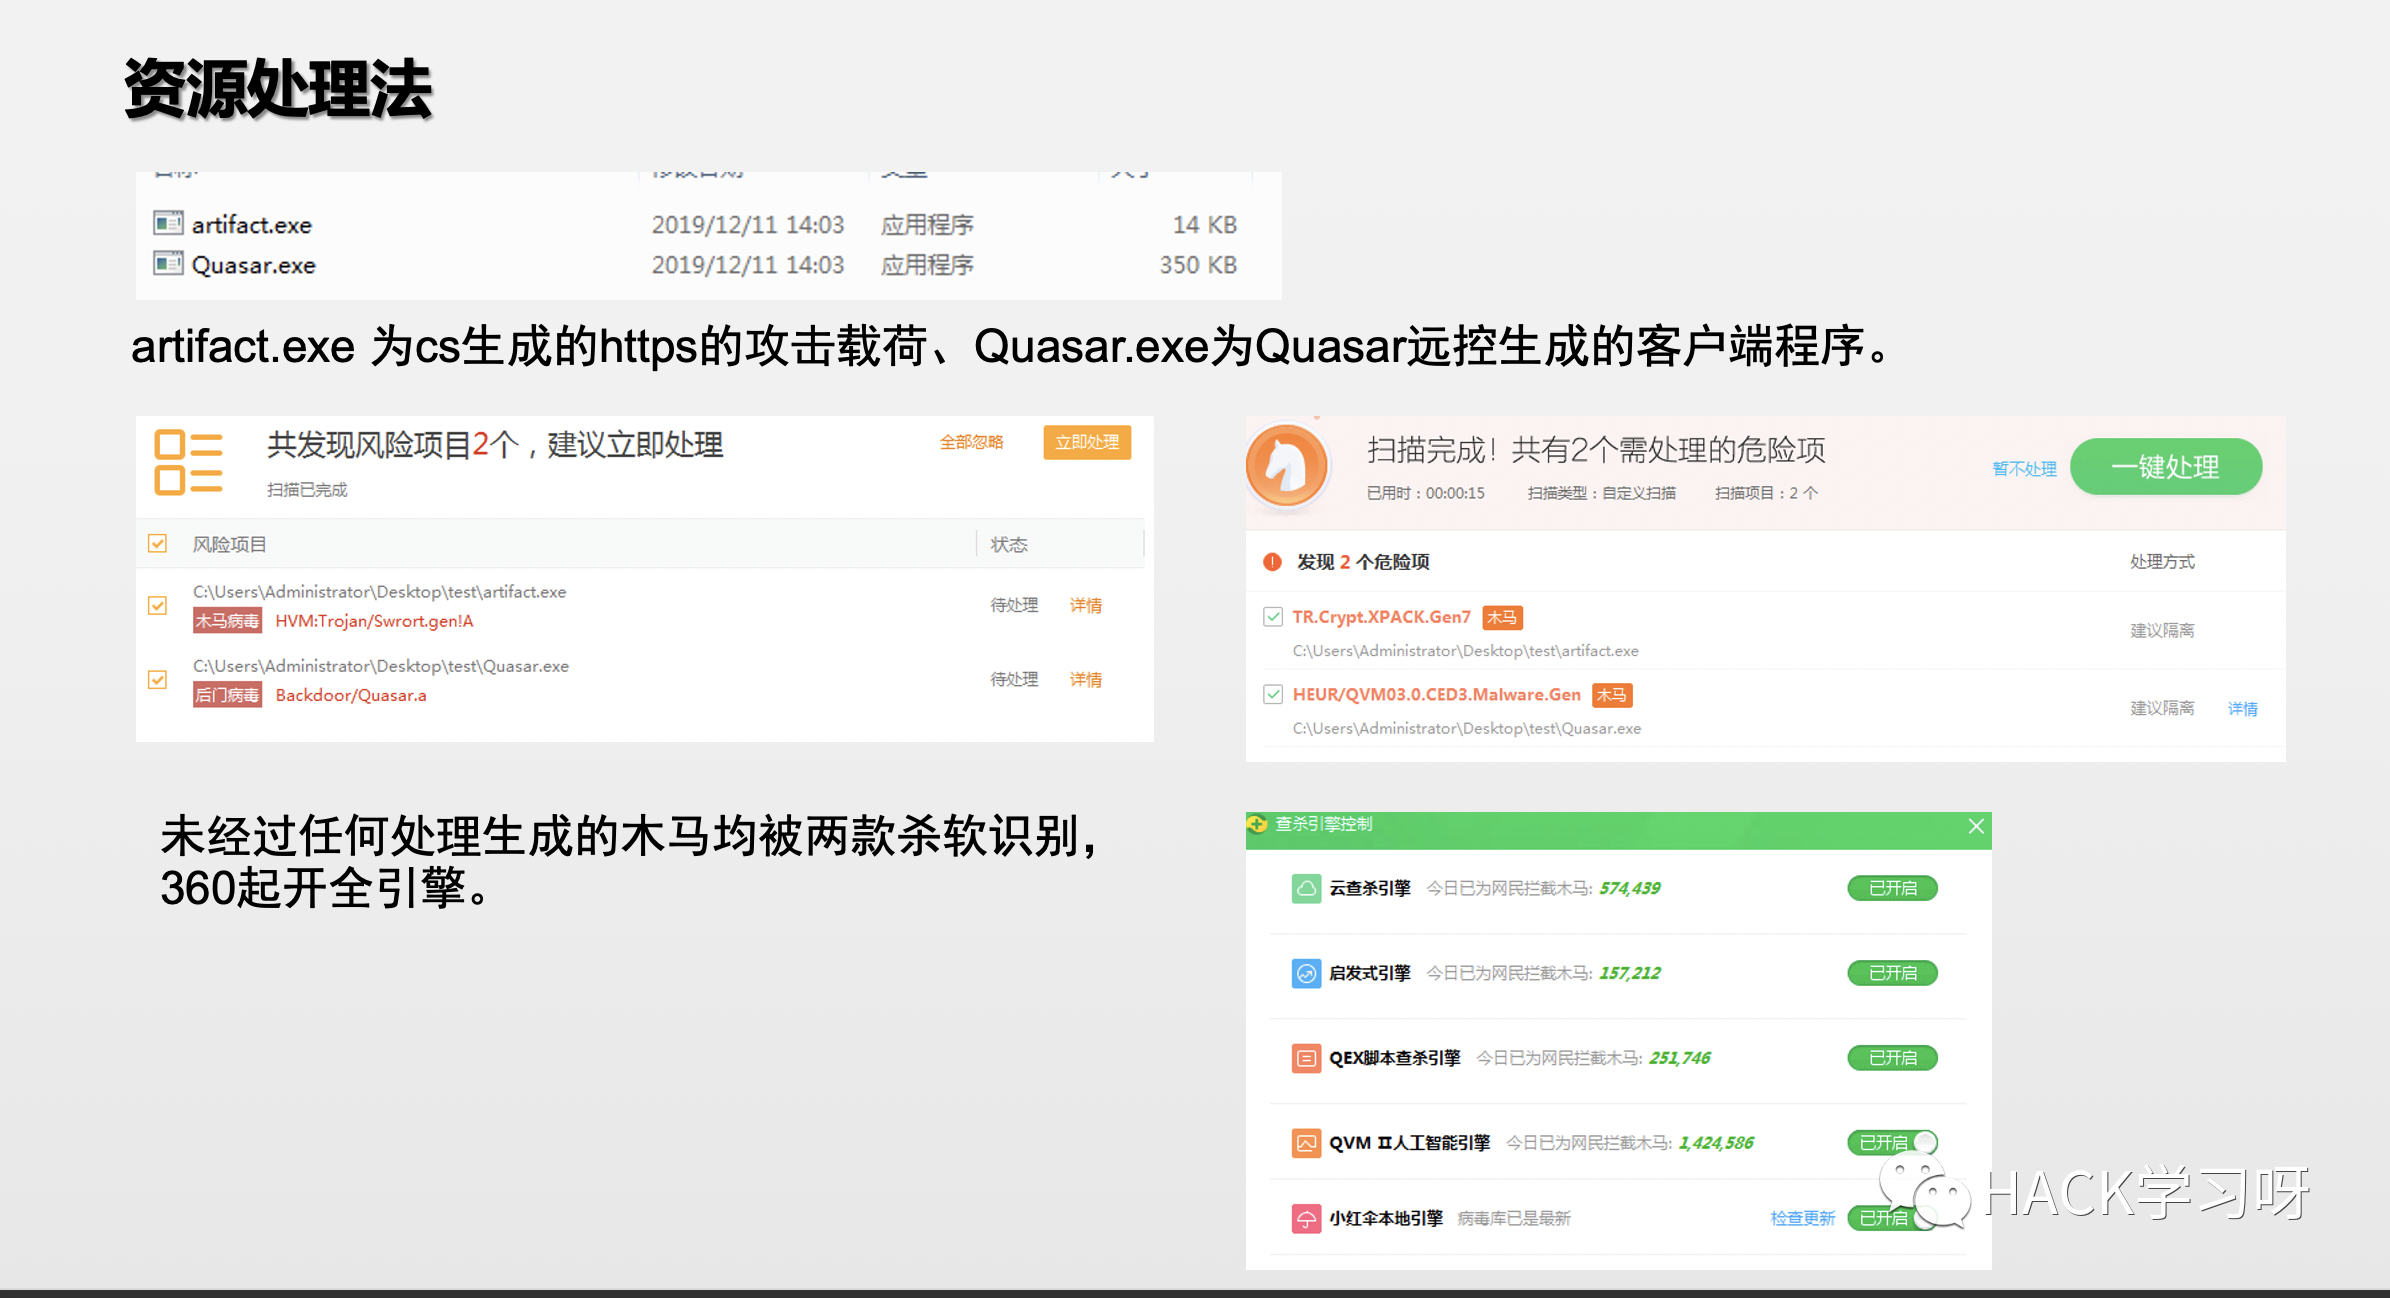 资源处理法
名称
修改日期
类型
大小
artifact.exe 2019/12/11 14:03 应用程序 14 KB
Quasar.exe 2019/12/11 14:03 应用程序 350 KB
artifact.exe 为cs生成的https的攻击载荷、Quasar.exe为Quasar远控生成的客户端程序。
共发现风险项目2个，建议立即处理
全部忽略
立即处理
扫描已完成
风险项目 状态
C:\Users\Administrator\Desktop\test\artifact.exe
木马病毒 HVM:Trojan/Swrort.gen!A
待处理 详情
C:\Users\Administrator\Desktop\test\Quasar.exe
后门病毒 Backdoor/Quasar.a
待处理 详情
扫描完成！共有2个需处理的危险项
已用时：00:00:15 扫描类型：自定义扫描 扫描项目：2 个
暂不处理
一键处理
发现 2 个危险项 处理方式
TR.Crypt.XPACK.Gen7 木马
C:\Users\Administrator\Desktop\test\artifact.exe
建议隔离
HEUR/QVM03.0.CED3.Malware.Gen 木马
C:\Users\Administrator\Desktop\test\Quasar.exe
建议隔离 详情
未经过任何处理生成的木马均被两款杀软识别，
360起开全引擎。
查杀引擎控制
云查杀引擎 今日已为网民拦截木马: 574,439 已开启
启发式引擎 今日已为网民拦截木马: 157,212 已开启
QEX脚本查杀引擎 今日已为网民拦截木马: 251,746 已开启
QVM II人工智能引擎 今日已为网民拦截木马: 1,424,586 已开启
小红伞本地引擎 病毒库已是最新 检查更新 已开启
HACK学习呀